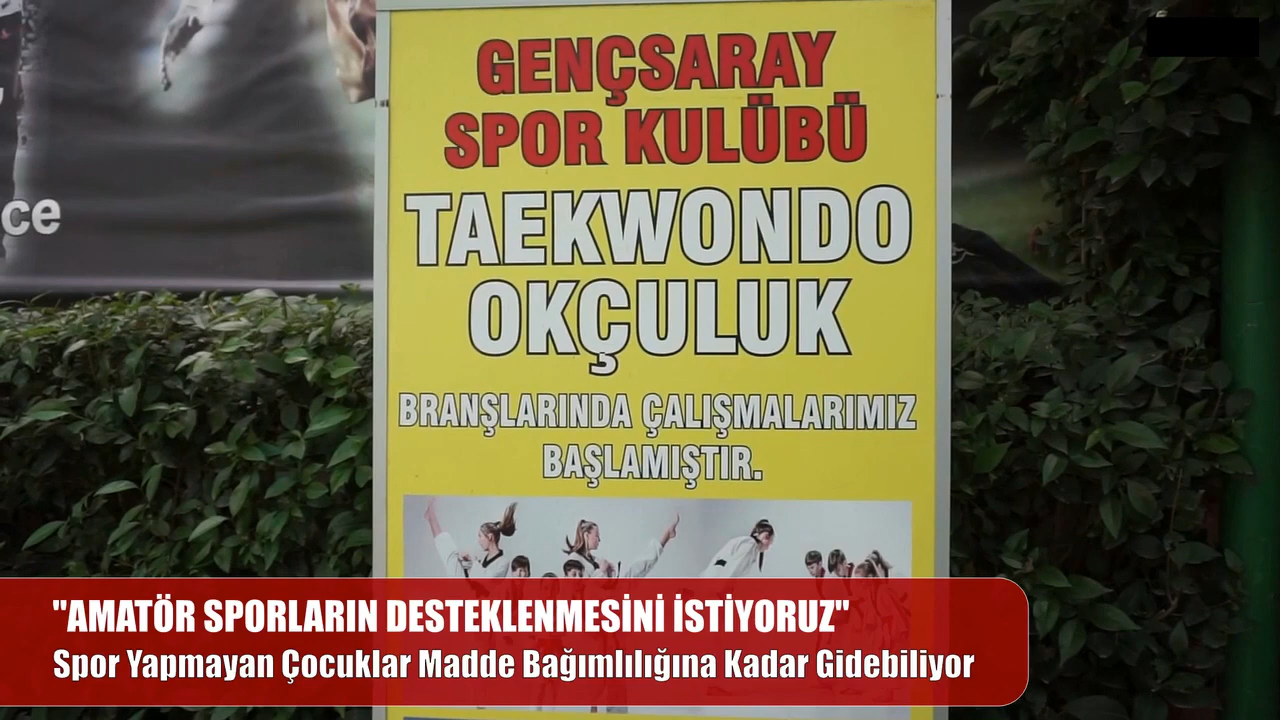 GENÇSARAY
SPOR KULÜBÜ
TAEKWONDO
OKÇULUK
BRANŞLARINDA ÇALIŞMALARIMIZ
BAŞLAMIŞTIR.
ce
"AMATÖR SPORLARIN DESTEKLENMESİNİ İSTİYORUZ"
Spor Yapmayan Çocuklar Madde Bağımlılığına Kadar Gidebiliyor